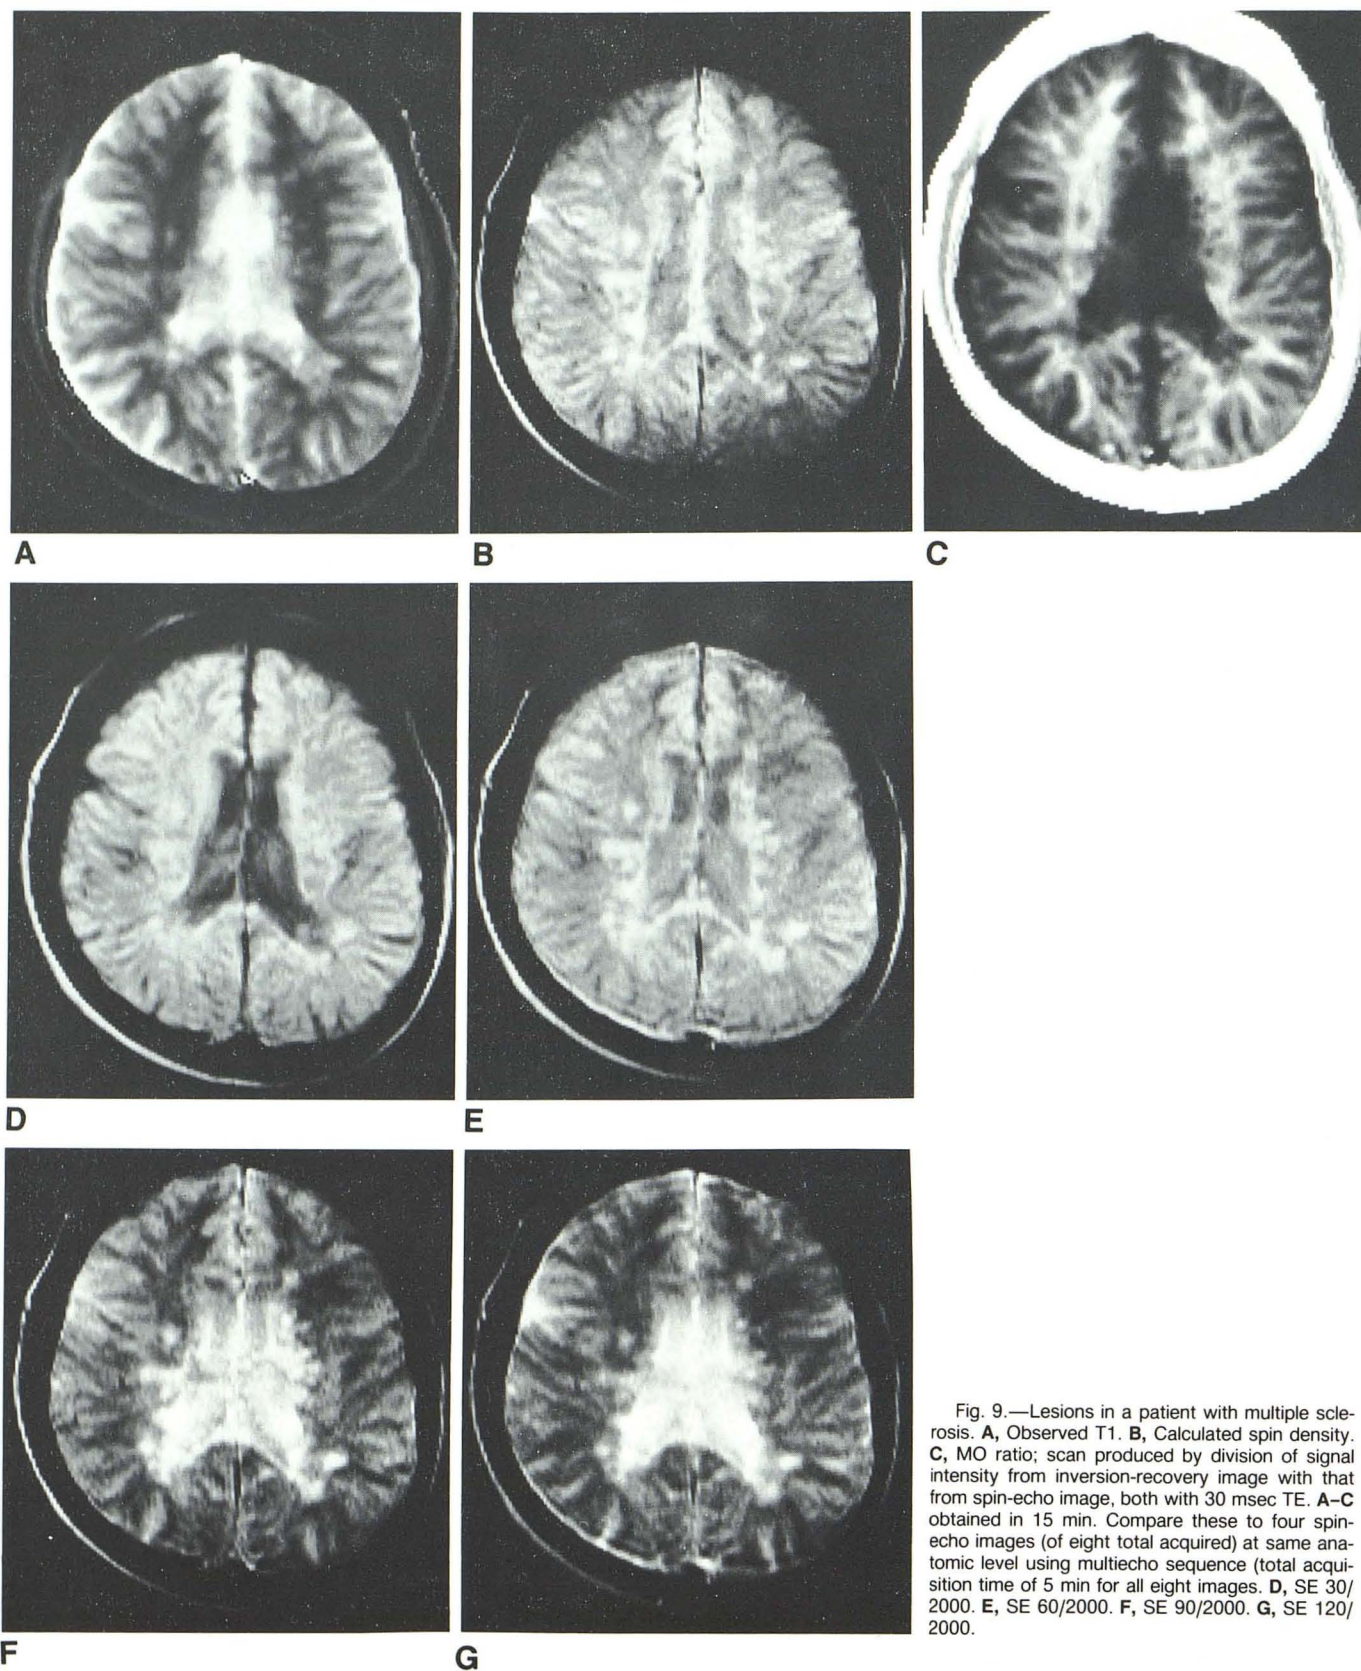 A
B
C
D
E
F
G
Fig. 9.—Lesions in a patient with multiple scle-
rosis. A, Observed T1. B, Calculated spin density.
C, MO ratio; scan produced by division of signal
intensity from inversion-recovery image with that
from spin-echo image, both with 30 msec TE. A–C
obtained in 15 min. Compare these to four spin-
echo images (of eight total acquired) at same ana-
tomic level using multiecho sequence (total acqui-
sition time of 5 min for all eight images. D, SE 30/
2000. E, SE 60/2000. F, SE 90/2000. G, SE 120/
2000.